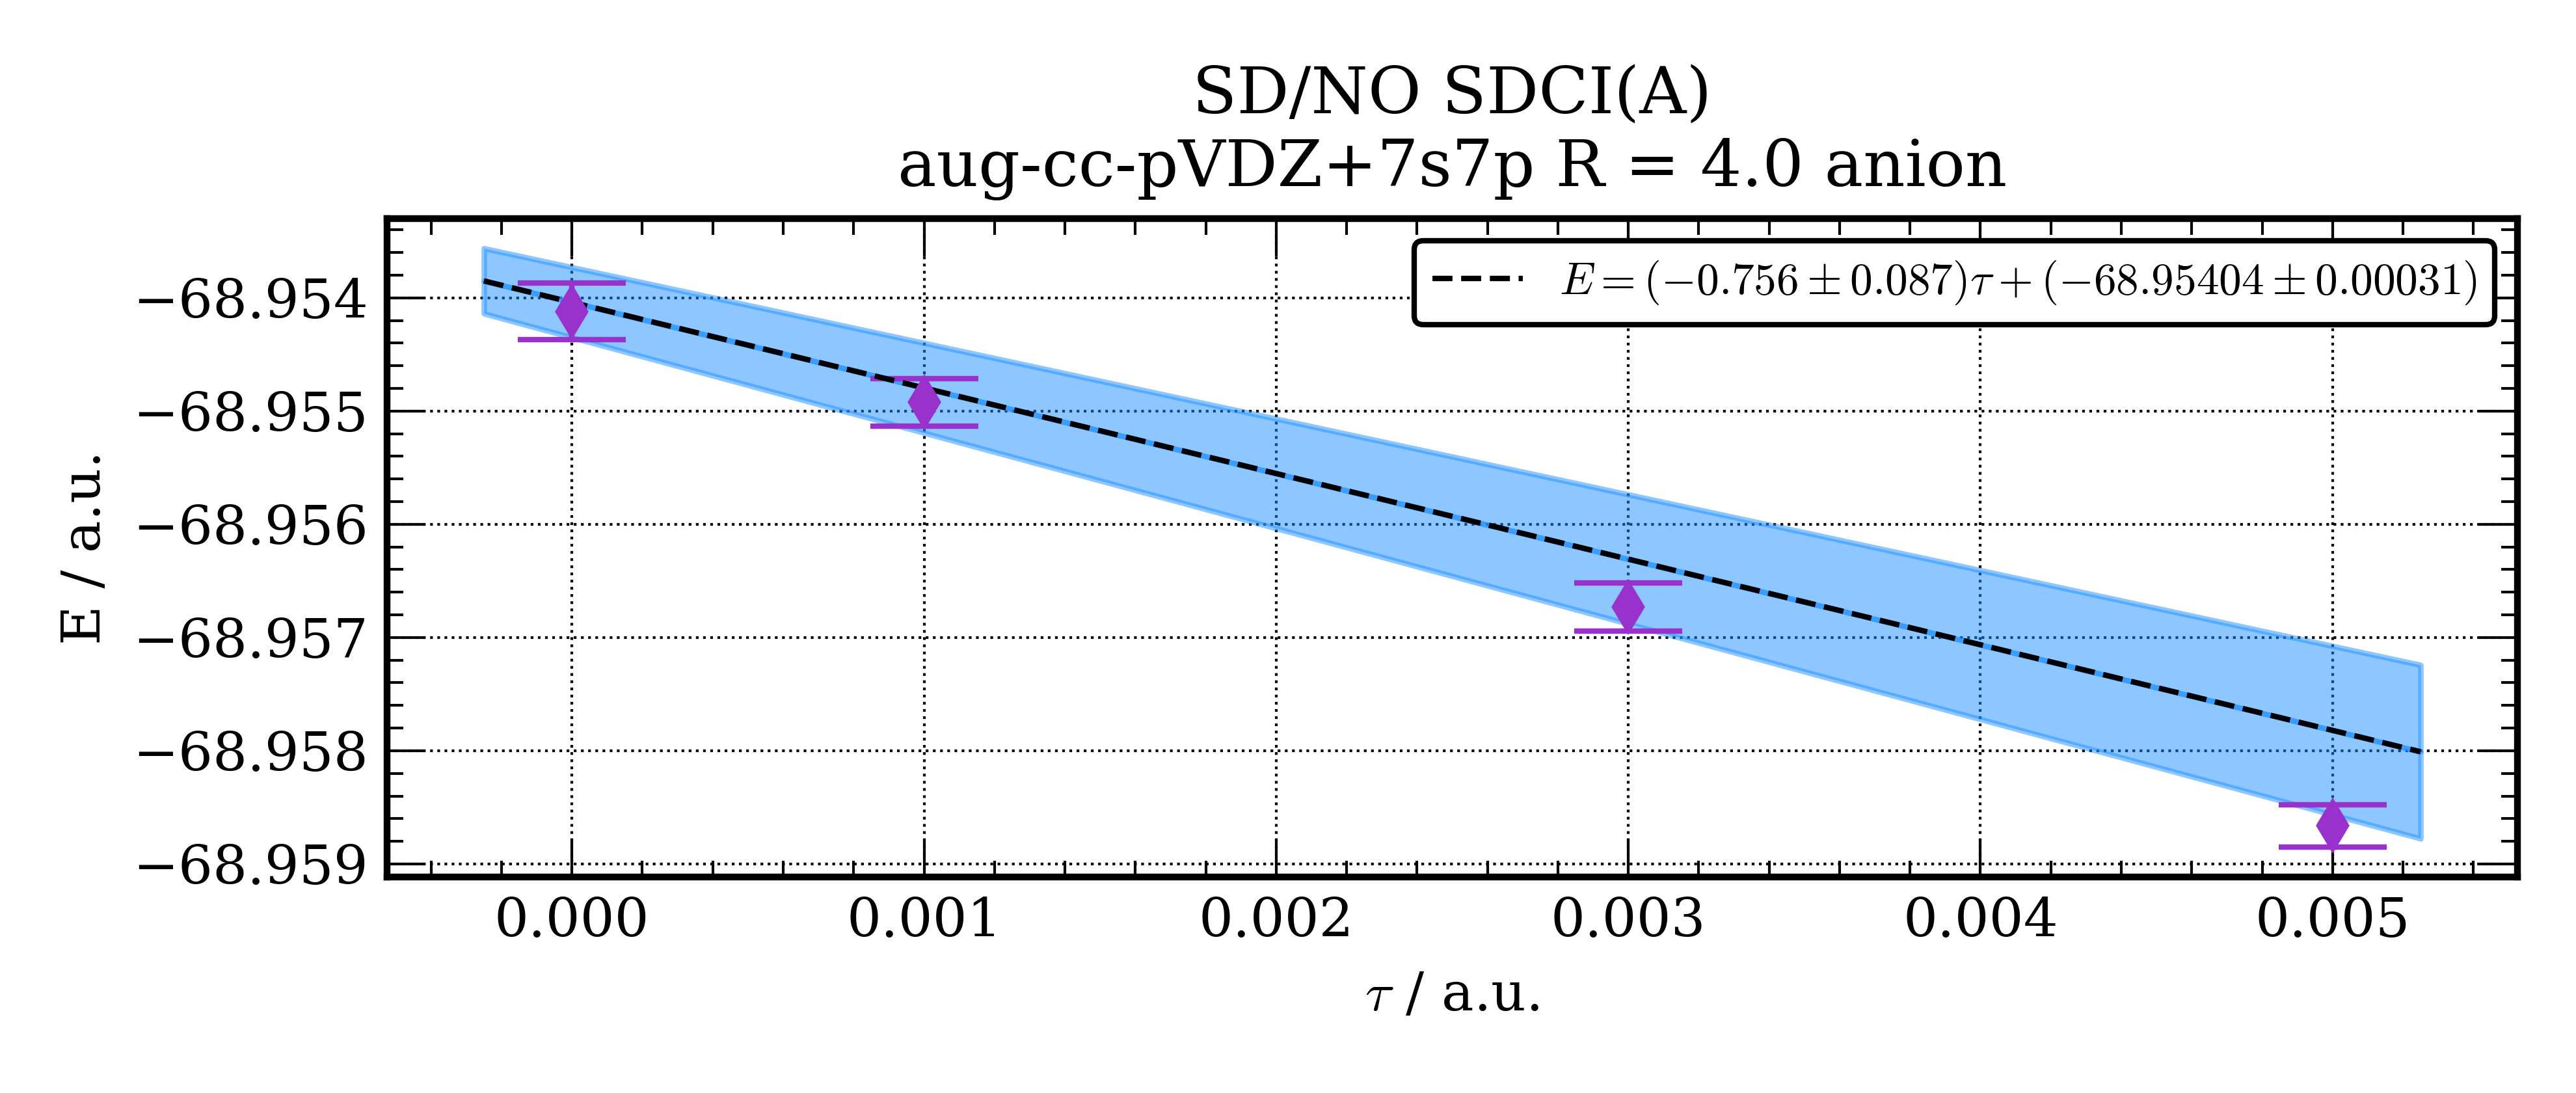 SD/NO SDCI(A)
aug-cc-pVDZ+7s7p R = 4.0 anion
E = (−0.756 ± 0.087)τ + (−68.95404 ± 0.00031)
E / a.u.
−68.954
−68.955
−68.956
−68.957
−68.958
−68.959
0.000 0.001 0.002 0.003 0.004 0.005
τ / a.u.